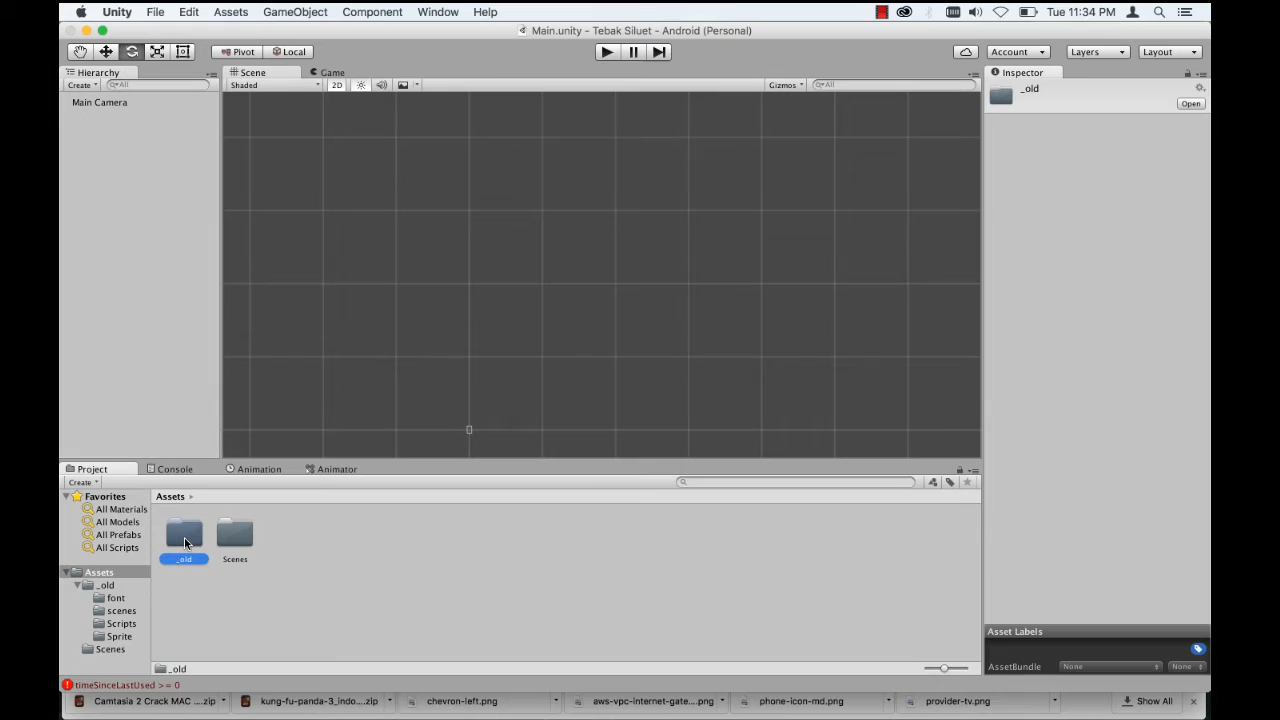 Unity File Edit Assets GameObject Component Window Help Tue 11:34 PM
Main.unity - Tebak Siluet - Android (Personal)
Pivot Local Account Layers Layout
Hierarchy Scene Game Inspector
Create All Shaded 2D Gizmos All
_old
Open
Main Camera
Project Console Animation Animator
Create
Favorites
All Materials
All Models
All Prefabs
All Scripts
Assets
_old
font
scenes
Scripts
Sprite
Scenes
Assets
_old Scenes
_old
Asset Labels
AssetBundle None None
timeSinceLastUsed >= 0
Camtasia 2 Crack MAC ....zip kung-fu-panda-3_indo....zip chevron-left.png aws-vpc-internet-gate....png phone-icon-md.png provider-tv.png Show All